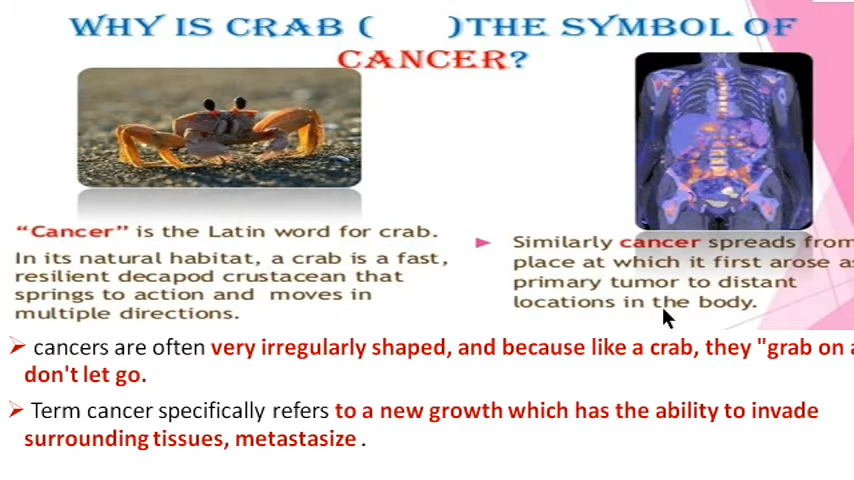 WHY IS CRAB (        )THE SYMBOL OF
CANCER?
“Cancer” is the Latin word for crab.
In its natural habitat, a crab is a fast,
resilient decapod crustacean that
springs to action and moves in
multiple directions.
► Similarly cancer spreads from
place at which it first arose as
primary tumor to distant
locations in the body.
➢ cancers are often very irregularly shaped, and because like a crab, they "grab on
don't let go.
➢ Term cancer specifically refers to a new growth which has the ability to invade
surrounding tissues, metastasize .